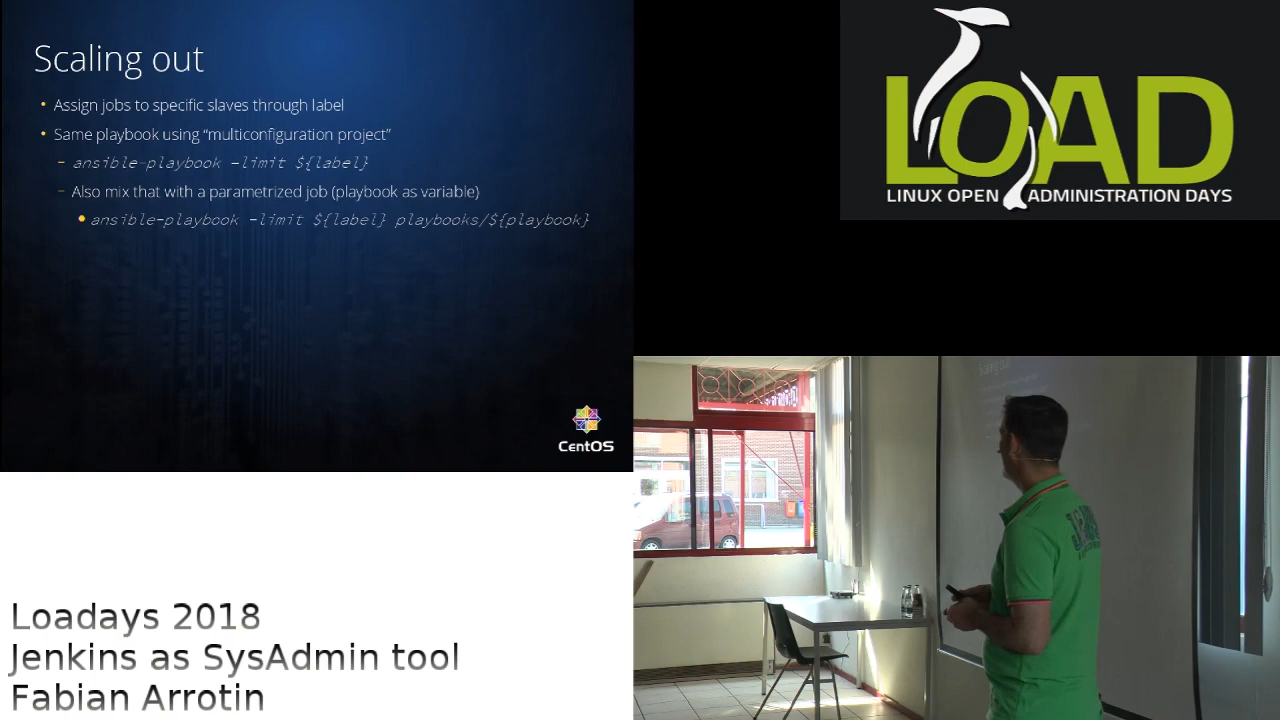 Scaling out
• Assign jobs to specific slaves through label
• Same playbook using “multiconfiguration project”
– ansible-playbook –limit ${label}
– Also mix that with a parametrized job (playbook as variable)
• ansible-playbook –limit ${label} playbooks/${playbook}
CentOS
LOAD
LINUX OPEN ADMINISTRATION DAYS
Loadays 2018
Jenkins as SysAdmin tool
Fabian Arrotin